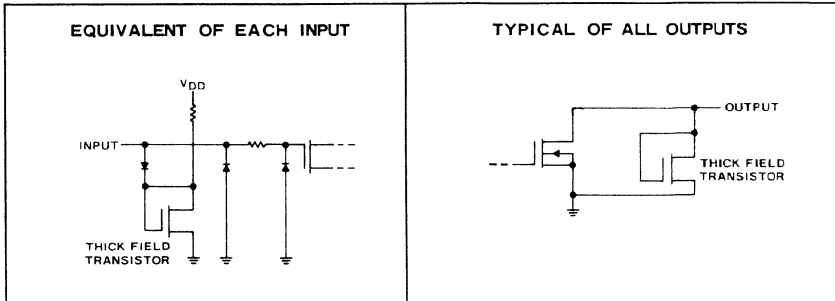 EQUIVALENT OF EACH INPUT
VDD
INPUT
THICK FIELD
TRANSISTOR
TYPICAL OF ALL OUTPUTS
OUTPUT
THICK FIELD
TRANSISTOR